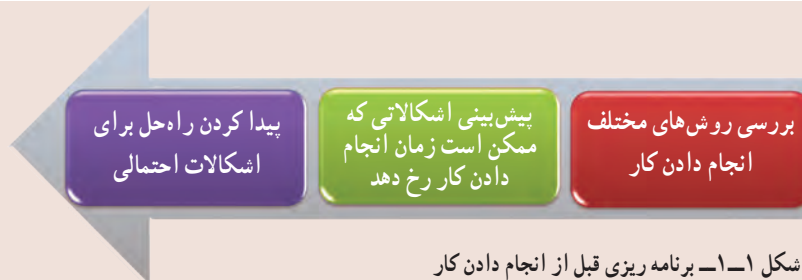 بررسی روش‌های مختلف
انجام دادن کار
پیش‌بینی اشکالاتی که
ممکن است زمان انجام
دادن کار رخ دهد
پیدا کردن راه‌حل برای
اشکالات احتمالی
شکل ۱ــ۱ــ برنامه ریزی قبل از انجام دادن کار